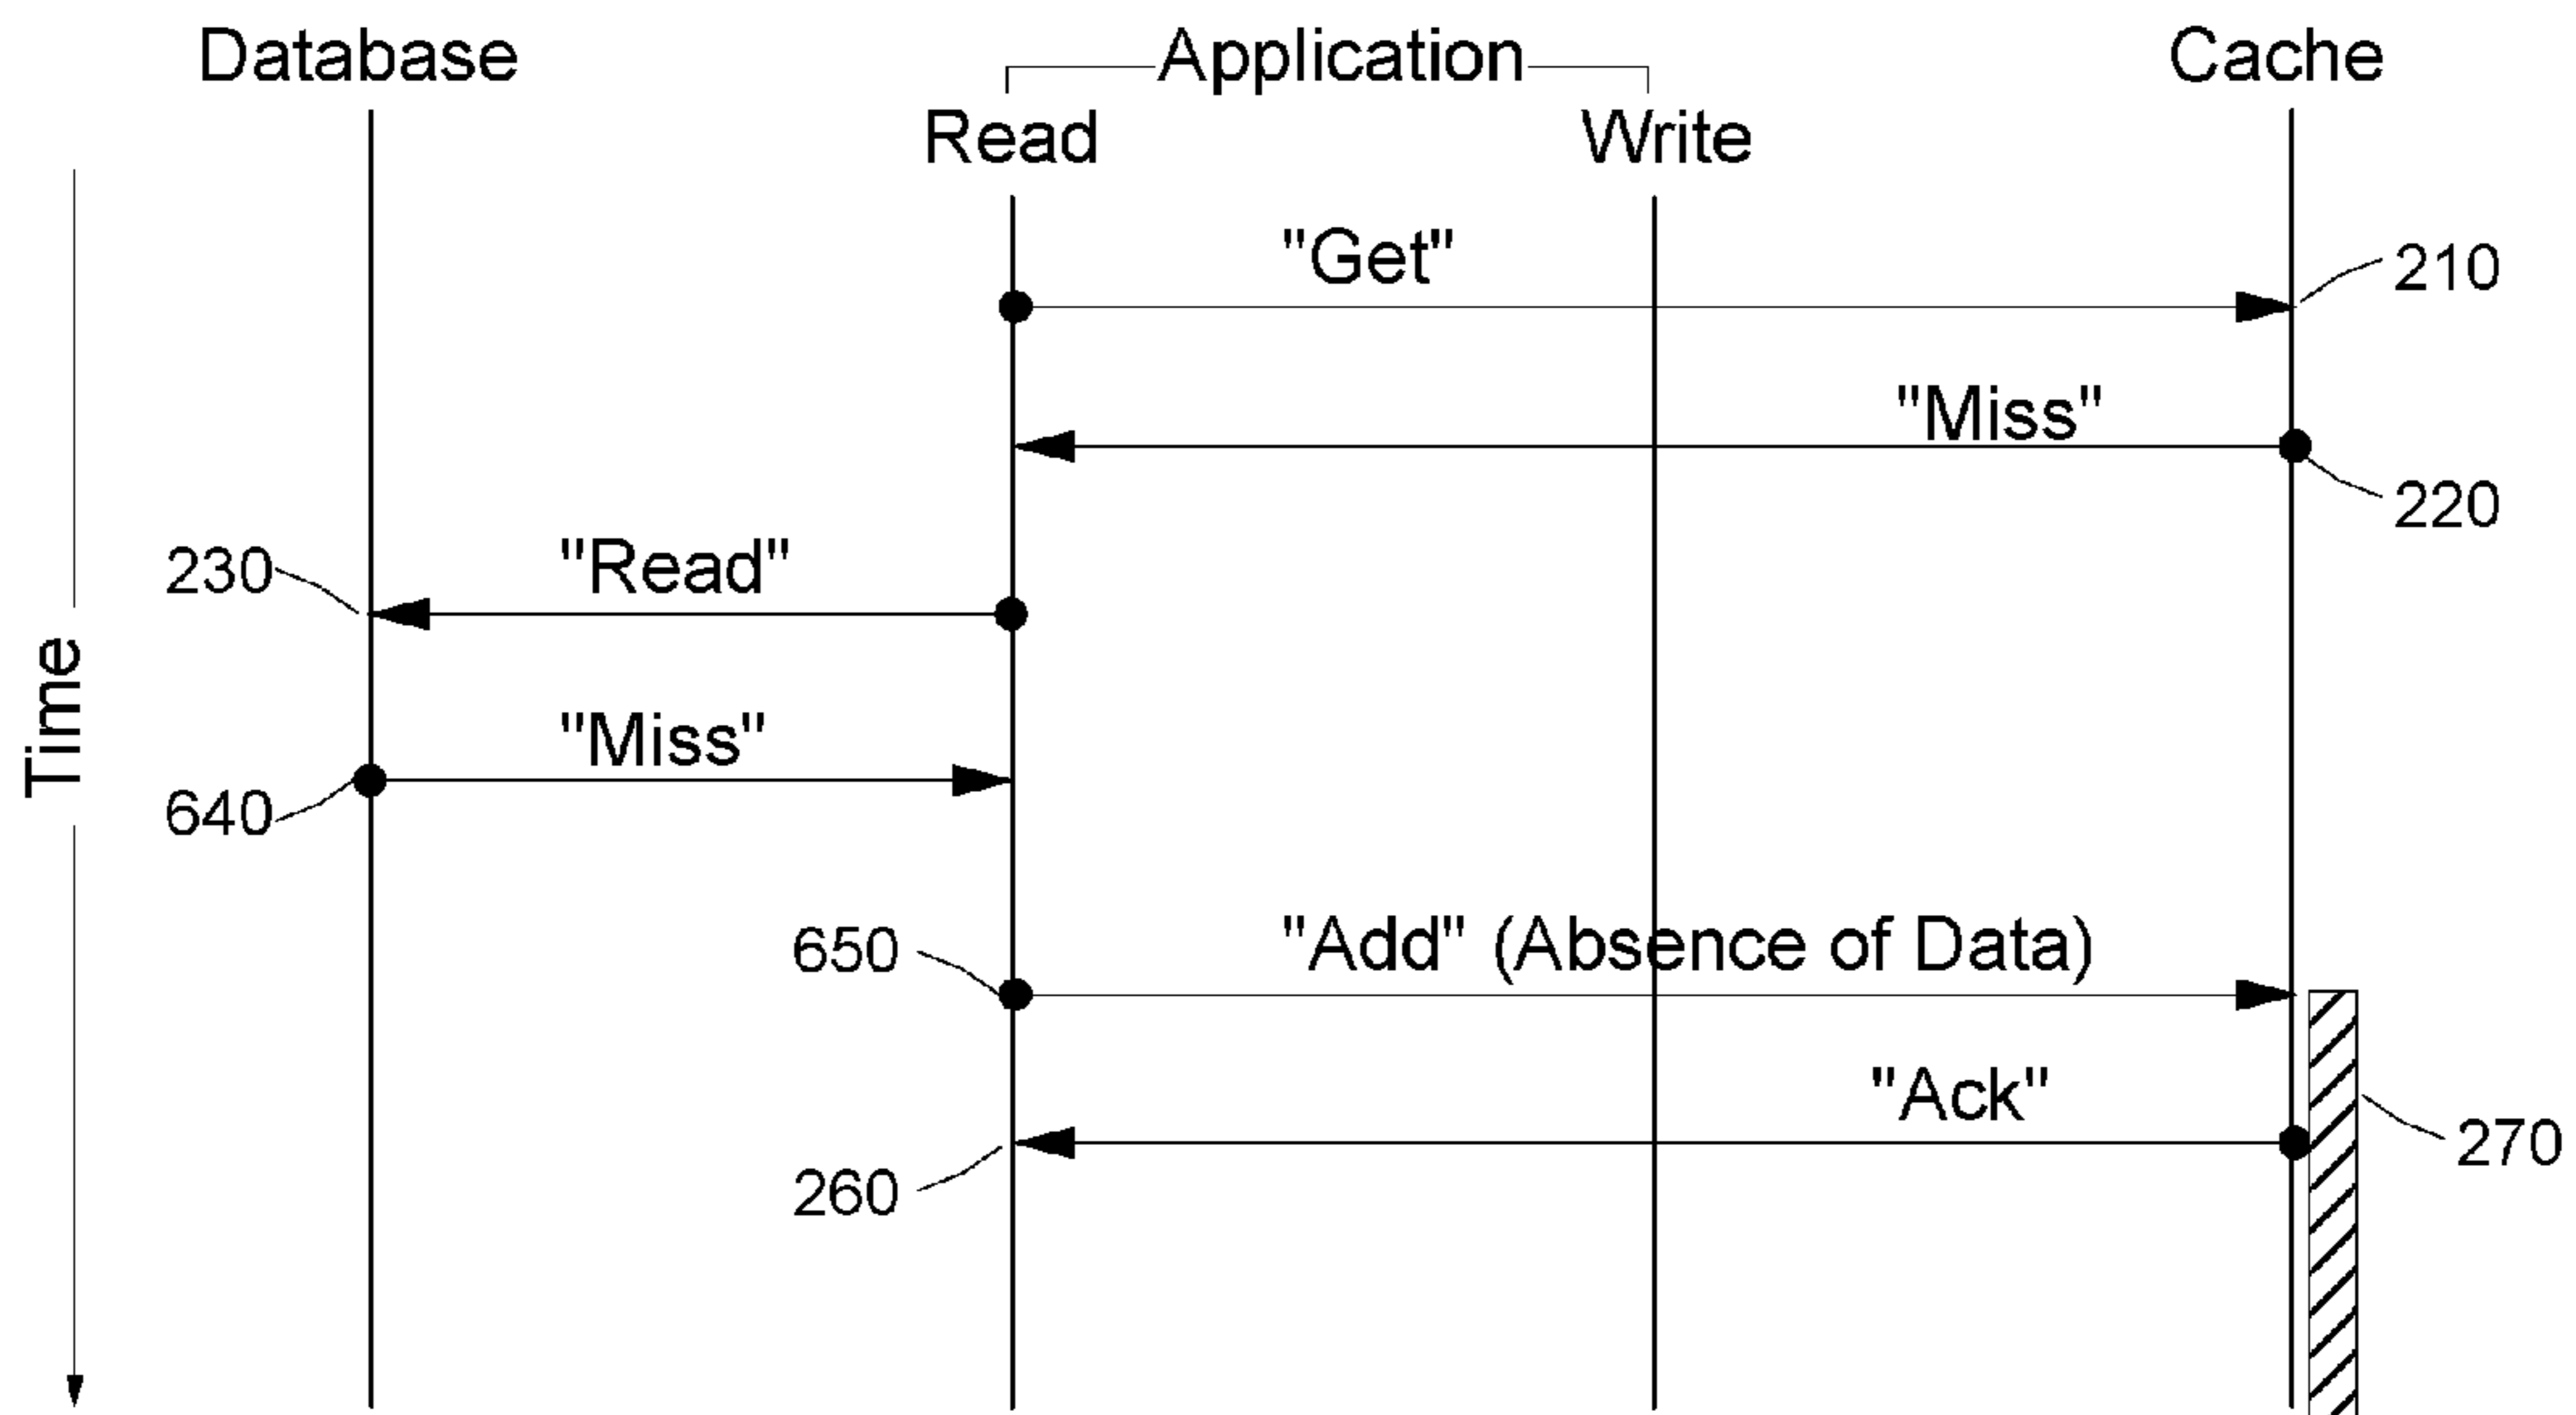 Database
Application
Cache
Read
Write
"Get"
210
"Miss"
220
230
"Read"
Time
"Miss"
640
650
"Add" (Absence of Data)
"Ack"
260
270